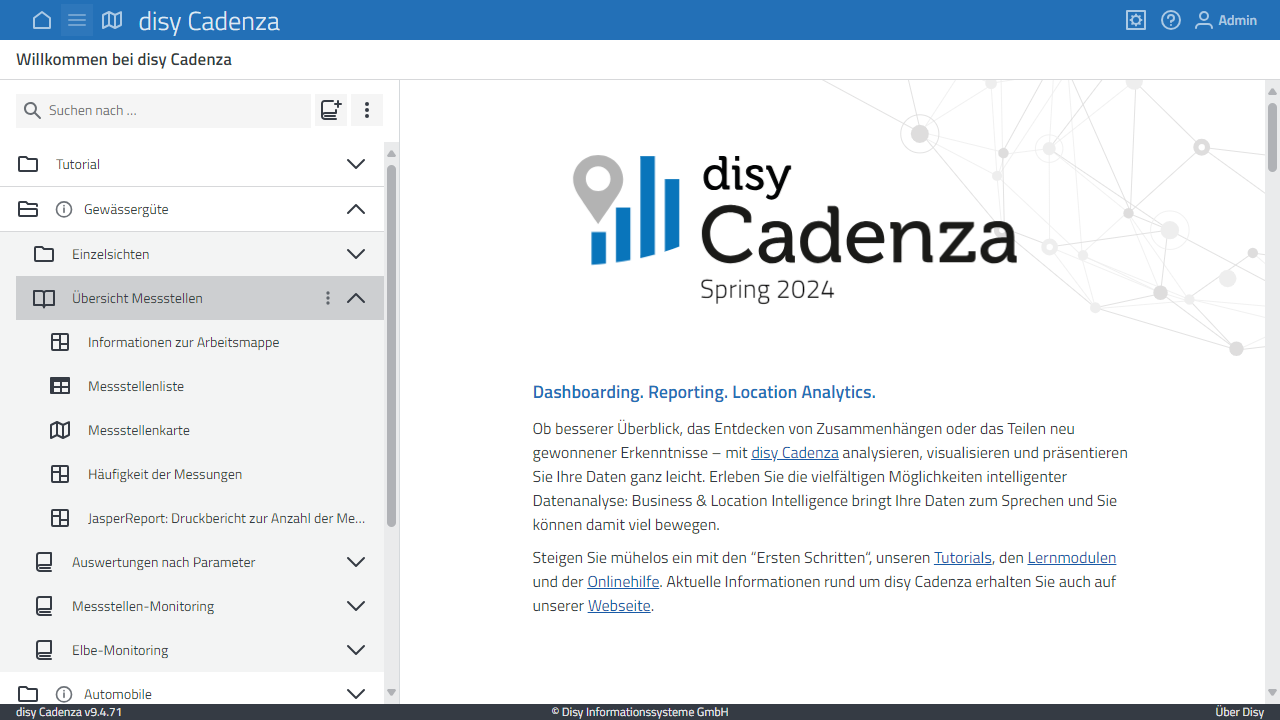 disy Cadenza
Admin
Willkommen bei disy Cadenza
Suchen nach ...
Tutorial
Gewässergüte
Einzelsichten
Übersicht Messstellen
Informationen zur Arbeitsmappe
Messstellenliste
Messstellenkarte
Häufigkeit der Messungen
JasperReport: Druckbericht zur Anzahl der Me...
Auswertungen nach Parameter
Messstellen-Monitoring
Elbe-Monitoring
Automobile
disy
Cadenza
Spring 2024
Dashboarding. Reporting. Location Analytics.
Ob besserer Überblick, das Entdecken von Zusammenhängen oder das Teilen neu
gewonnener Erkenntnisse – mit disy Cadenza analysieren, visualisieren und präsentieren
Sie Ihre Daten ganz leicht. Erleben Sie die vielfältigen Möglichkeiten intelligenter
Datenanalyse: Business & Location Intelligence bringt Ihre Daten zum Sprechen und Sie
können damit viel bewegen.
Steigen Sie mühelos ein mit den “Ersten Schritten”, unseren Tutorials, den Lernmodulen
und der Onlinehilfe. Aktuelle Informationen rund um disy Cadenza erhalten Sie auch auf
unserer Webseite.
disy Cadenza v9.4.71
© Disy Informationssysteme GmbH
Über Disy